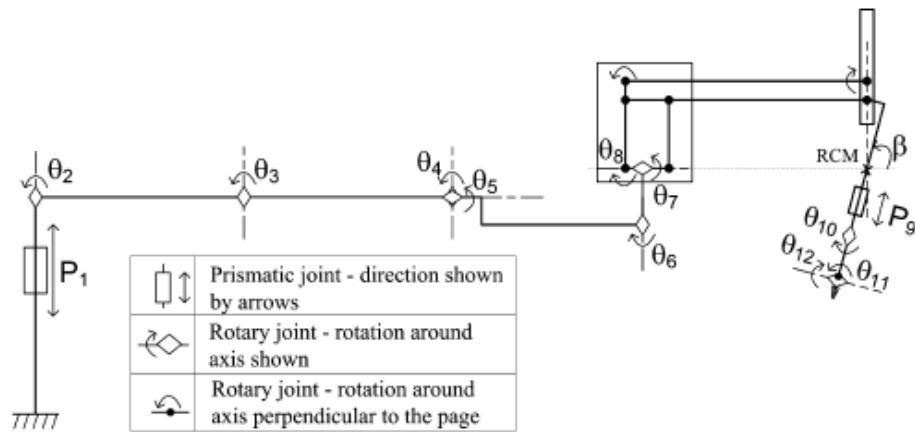 θ2
θ3
θ4
θ5
θ8
θ7
θ6
RCM
β
P9
θ10
θ12
θ11
P1
Prismatic joint - direction shown
by arrows
Rotary joint - rotation around
axis shown
Rotary joint - rotation around
axis perpendicular to the page